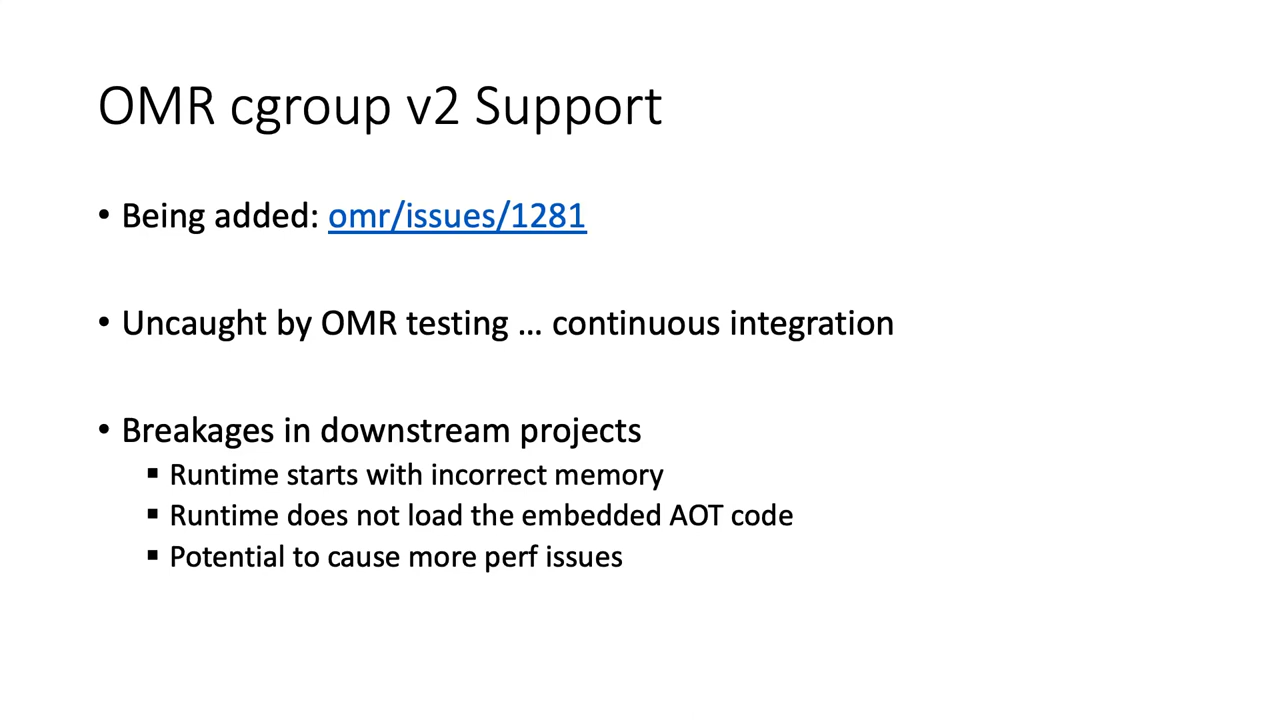 OMR cgroup v2 Support
• Being added: omr/issues/1281
• Uncaught by OMR testing ... continuous integration
• Breakages in downstream projects
▪ Runtime starts with incorrect memory
▪ Runtime does not load the embedded AOT code
▪ Potential to cause more perf issues